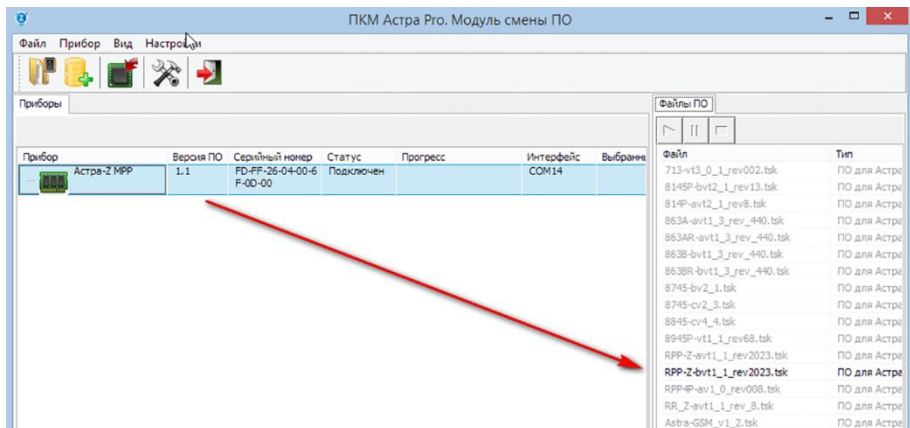 ПКМ Астра Pro. Модуль смены ПО
Файл Прибор Вид Настройки
Приборы
Файлы ПО
Прибор Версия ПО Серийный номер Статус Прогресс Интерфейс Выбранны
Астра-Z МРР 1.1 FD-FF-26-04-00-6 Подключен COM14
F-0D-00
Файл Тип
713-vt3_0_1_rev002.tsk ПО для Астра
8145P-bvt2_1_rev13.tsk ПО для Астра
814P-avt2_1_rev8.tsk ПО для Астра
863A-avt1_3_rev_440.tsk ПО для Астра
863AR-avt1_3_rev_440.tsk ПО для Астра
863B-bvt1_3_rev_440.tsk ПО для Астра
863BR-bvt1_3_rev_440.tsk ПО для Астра
8745-bv2_1.tsk ПО для Астра
8745-cv2_3.tsk ПО для Астра
8845-cv4_4.tsk ПО для Астра
8945P-vt1_1_rev68.tsk ПО для Астра
RPP-Z-avt1_1_rev2023.tsk ПО для Астра
RPP-Z-bvt1_1_rev2023.tsk ПО для Астра
RPP4P-av1_0_rev008.tsk ПО для Астра
RR_Z-avt1_1_rev_8.tsk ПО для Астра
Astra-GSM_v1_2.tsk ПО для Астра